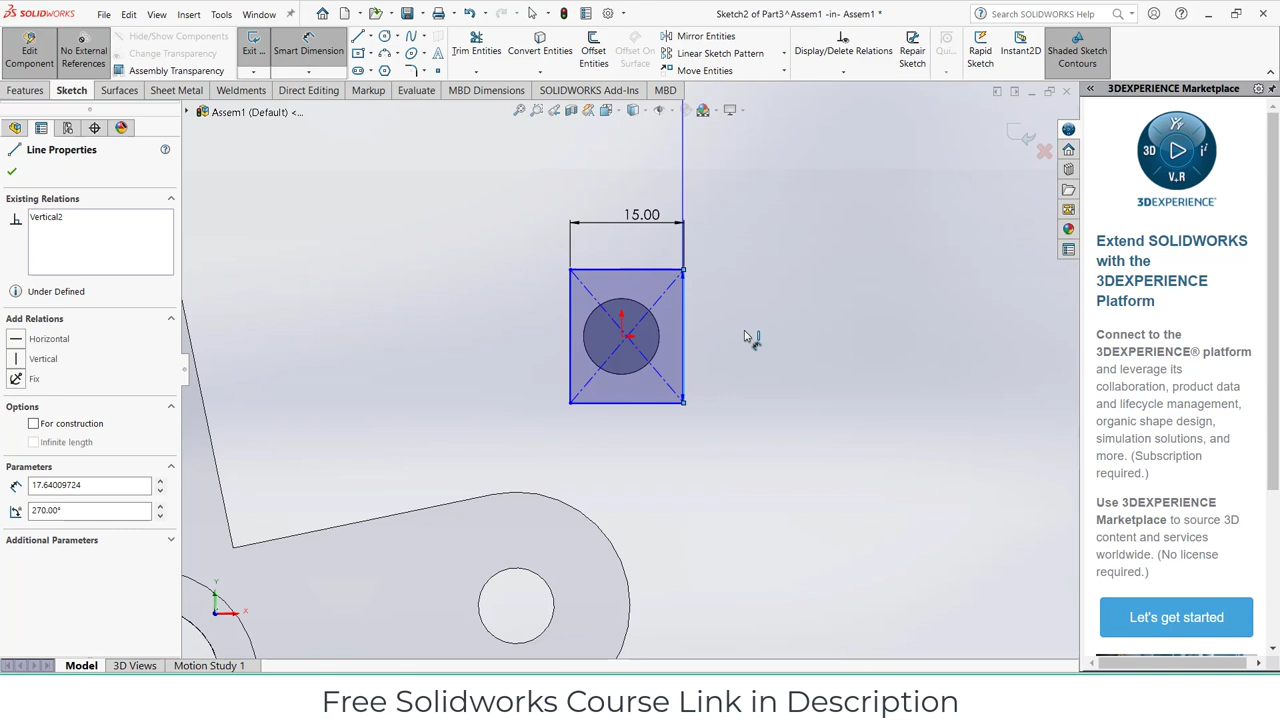 SOLIDWORKS File Edit View Insert Tools Window Sketch2 of Part3^Assem1 -in- Assem1 * Search SOLIDWORKS Help
Edit Component
No External References
Hide/Show Components
Change Transparency
Assembly Transparency
Exit ...
Smart Dimension
Trim Entities
Convert Entities
Offset Entities
Offset On Surface
Mirror Entities
Linear Sketch Pattern
Move Entities
Display/Delete Relations
Repair Sketch
Qui...
Rapid Sketch
Instant2D
Shaded Sketch Contours
Features Sketch Surfaces Sheet Metal Weldments Direct Editing Markup Evaluate MBD Dimensions SOLIDWORKS Add-Ins MBD
Assem1 (Default) <...
Line Properties
Existing Relations
Vertical2
Under Defined
Add Relations
Horizontal
Vertical
Fix
Options
For construction
Infinite length
Parameters
17.64009724
270.00°
Additional Parameters
15.00
Y
X
3DEXPERIENCE Marketplace
3D
V,R
3DEXPERIENCE
Extend SOLIDWORKS
with the
3DEXPERIENCE
Platform
Connect to the
3DEXPERIENCE® platform
and leverage its
collaboration, product data
and lifecycle management,
organic shape design,
simulation solutions, and
more. (Subscription
required.)
Use 3DEXPERIENCE
Marketplace to source 3D
content and services
worldwide. (No license
required.)
Let's get started
Model 3D Views Motion Study 1
Free Solidworks Course Link in Description